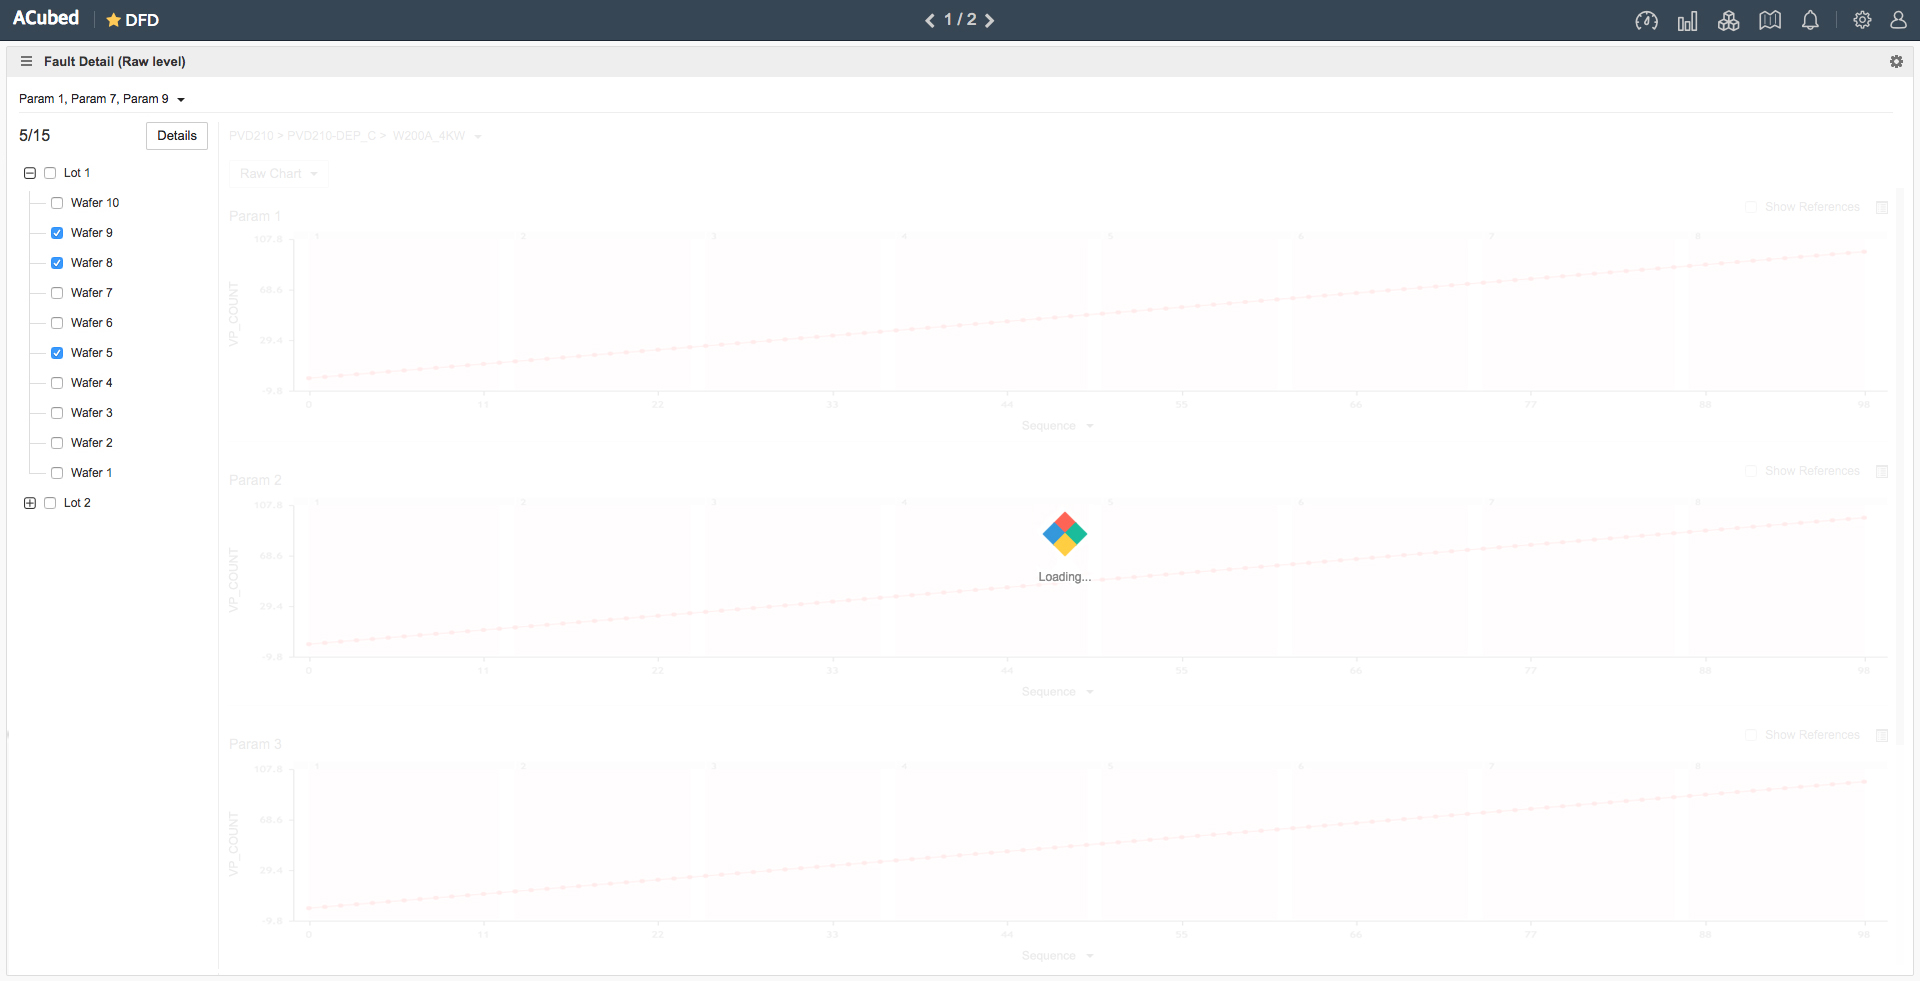 ACubed DFD 1 / 2
Fault Detail (Raw level)
Param 1, Param 7, Param 9
5/15 Details
Lot 1
Wafer 10
Wafer 9
Wafer 8
Wafer 7
Wafer 6
Wafer 5
Wafer 4
Wafer 3
Wafer 2
Wafer 1
Lot 2
PVD210 > PVD210-DEP_C > W200A_4KW
Raw Chart
Param 1 Show References
1 2 3 4 5 6 7 8
107.8
68.6
29.4
-9.8
VP_COUNT
0 11 22 33 44 55 66 77 88 98
Sequence
Param 2 Show References
1 2 3 4 5 6 7 8
107.8
68.6
29.4
-9.8
VP_COUNT
0 11 22 33 44 55 66 77 88 98
Sequence
Loading...
Param 3 Show References
1 2 3 4 5 6 7 8
107.8
68.6
29.4
-9.8
VP_COUNT
0 11 22 33 44 55 66 77 88 98
Sequence